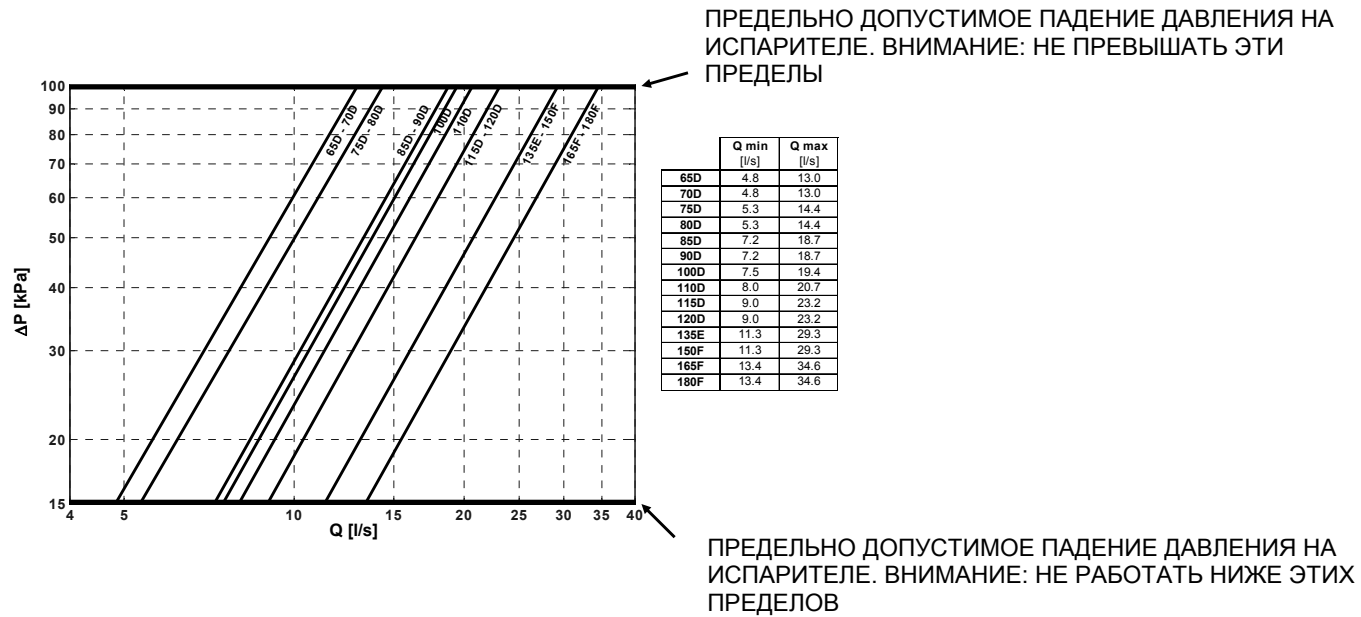 ПРЕДЕЛЬНО ДОПУСТИМОЕ ПАДЕНИЕ ДАВЛЕНИЯ НА
ИСПАРИТЕЛЕ. ВНИМАНИЕ: НЕ ПРЕВЫШАТЬ ЭТИ
ПРЕДЕЛЫ
100
90
80
70
60
50
40
30
20
15
ΔP [kPa]
65D - 70D
75D - 80D
85D - 90D
100D
110D
115D - 120D
135E - 150F
165F - 180F
4 5 10 15 20 25 30 35 40
Q [l/s]
Q min Q max
[l/s] [l/s]
65D 4.8 13.0
70D 4.8 13.0
75D 5.3 14.4
80D 5.3 14.4
85D 7.2 18.7
90D 7.2 18.7
100D 7.5 19.4
110D 8.0 20.7
115D 9.0 23.2
120D 9.0 23.2
135E 11.3 29.3
150F 11.3 29.3
165F 13.4 34.6
180F 13.4 34.6
ПРЕДЕЛЬНО ДОПУСТИМОЕ ПАДЕНИЕ ДАВЛЕНИЯ НА
ИСПАРИТЕЛЕ. ВНИМАНИЕ: НЕ РАБОТАТЬ НИЖЕ ЭТИХ
ПРЕДЕЛОВ